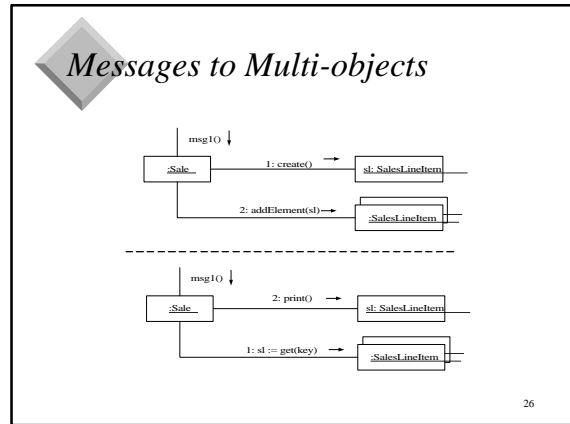 Messages to Multi-objects
msg1()
:Sale
1: create()
sl: SalesLineItem
2: addElement(sl)
:SalesLineItem
msg1()
:Sale
2: print()
sl: SalesLineItem
1: sl := get(key)
:SalesLineItem
26